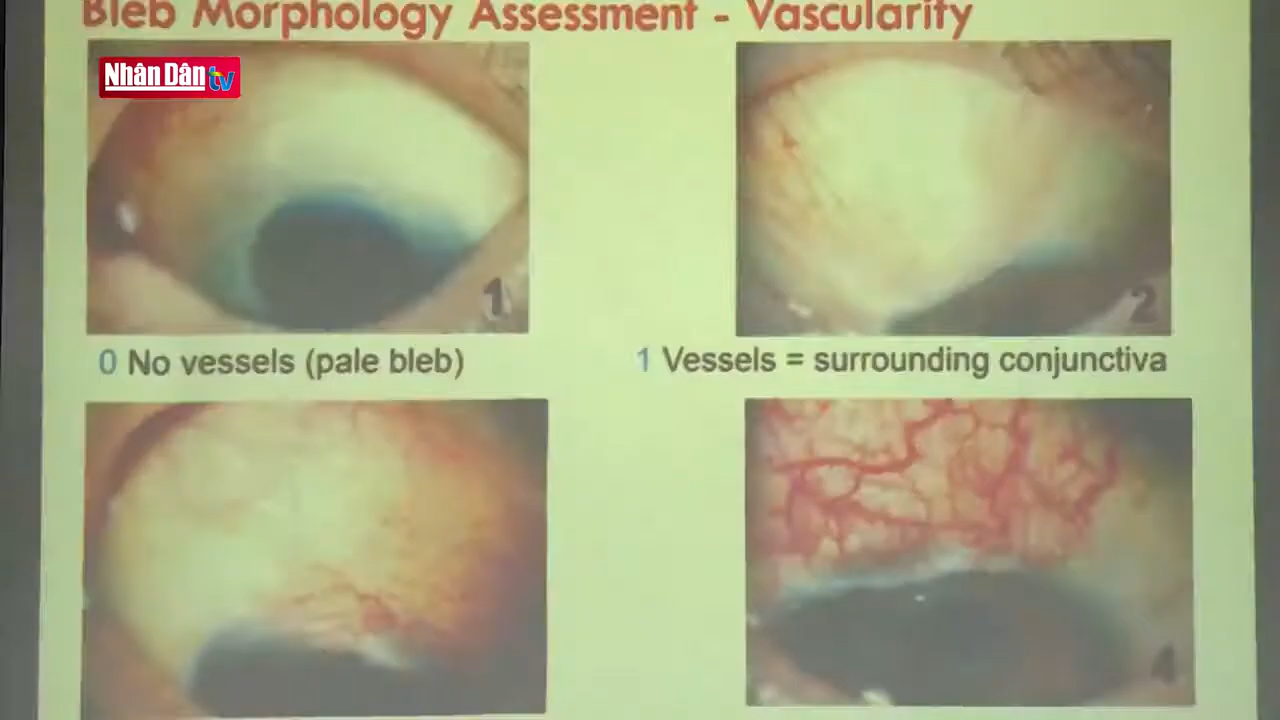 Bleb Morphology Assessment - Vascularity
Nhân Dân tv
1
2
0 No vessels (pale bleb)
1 Vessels = surrounding conjunctiva
4